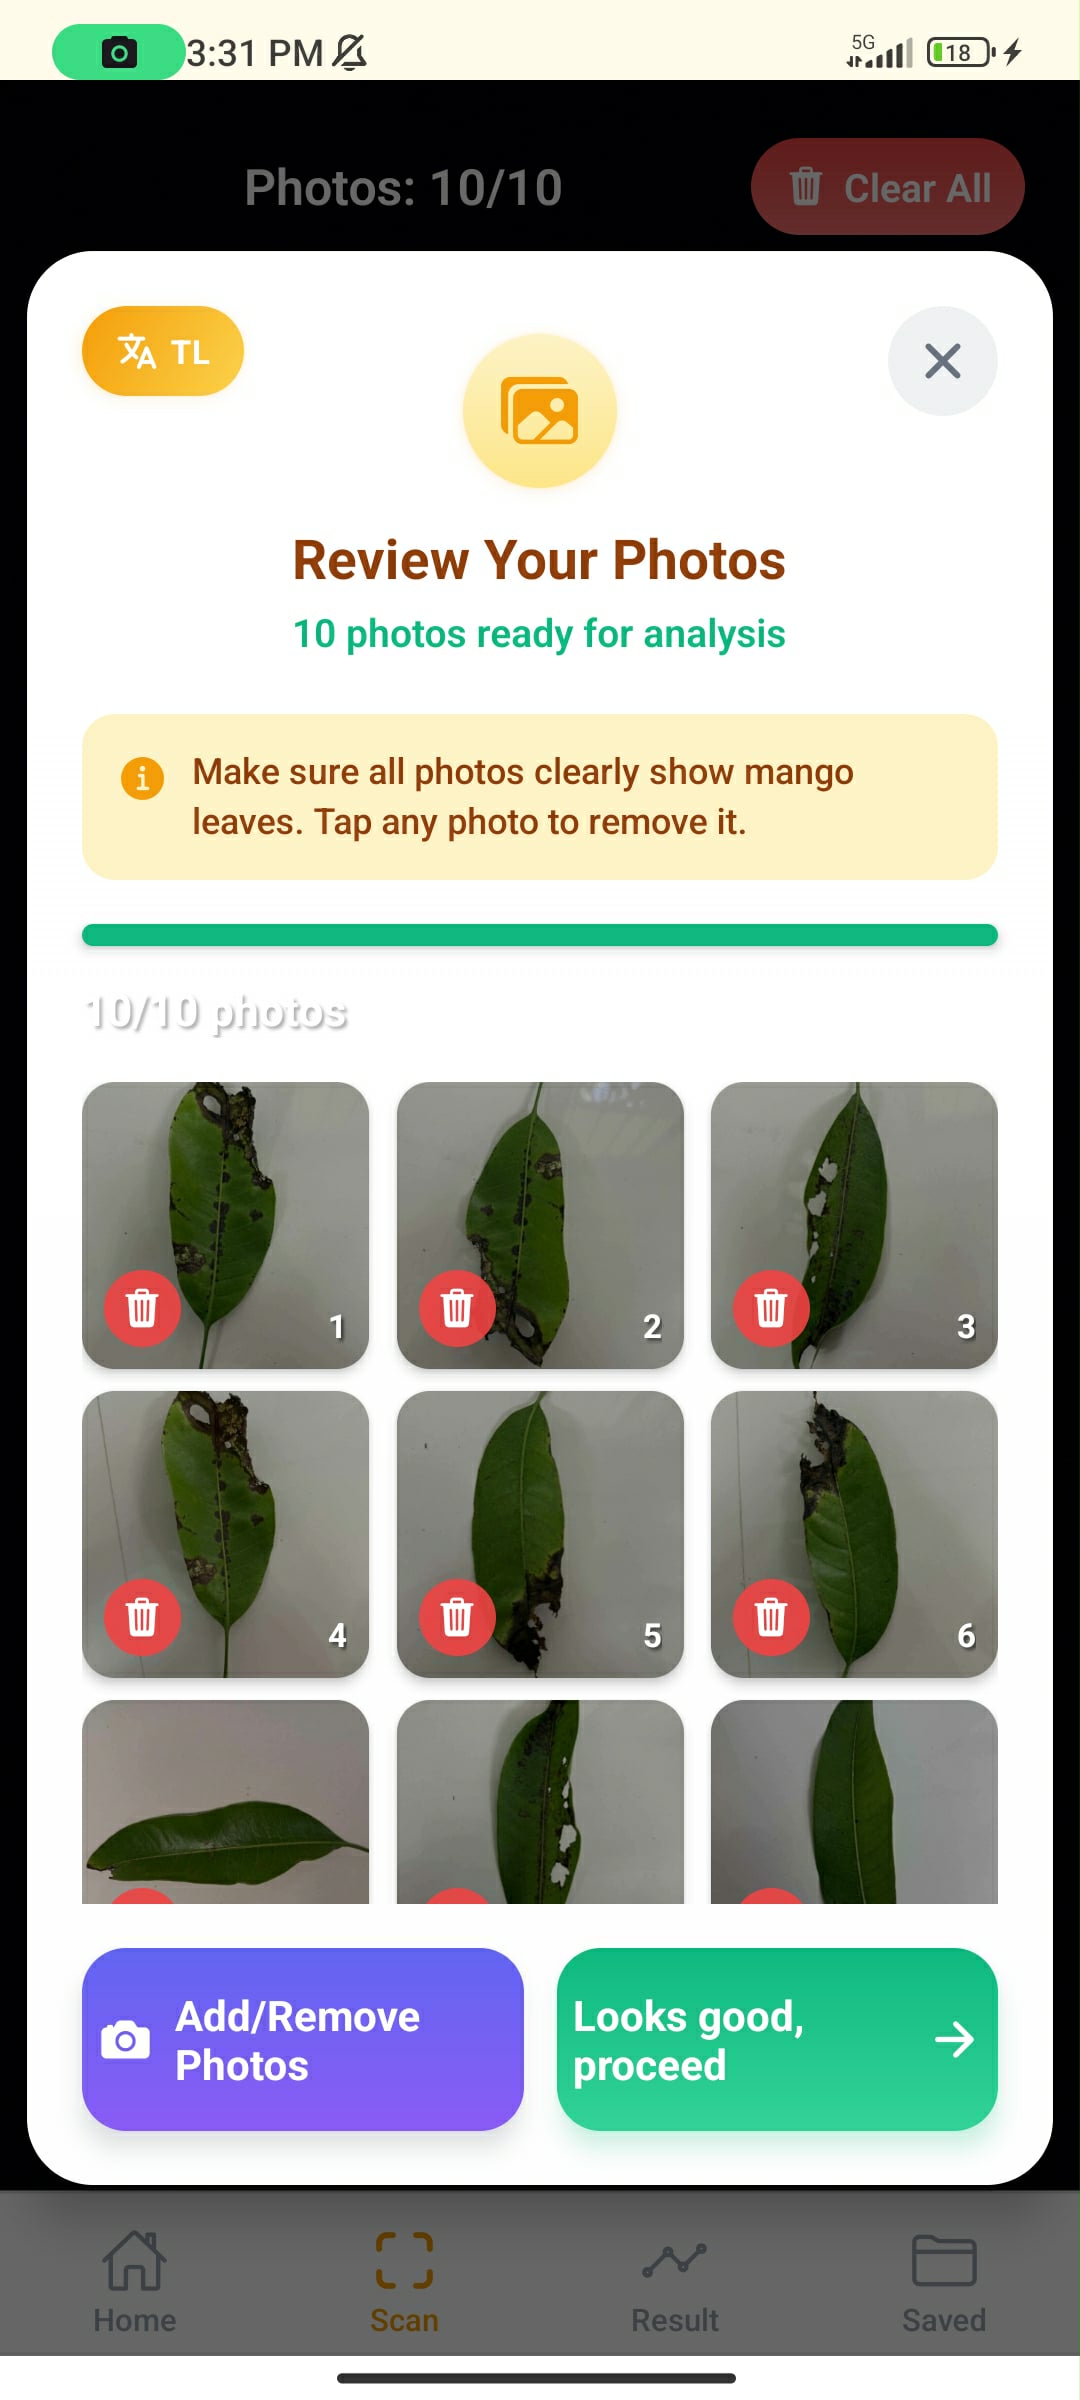 3:31 PM
5G
18
Photos: 10/10
Clear All
TL
Review Your Photos
10 photos ready for analysis
Make sure all photos clearly show mango
leaves. Tap any photo to remove it.
10/10 photos
1
2
3
4
5
6
Add/Remove
Photos
Looks good,
proceed
Home
Scan
Result
Saved